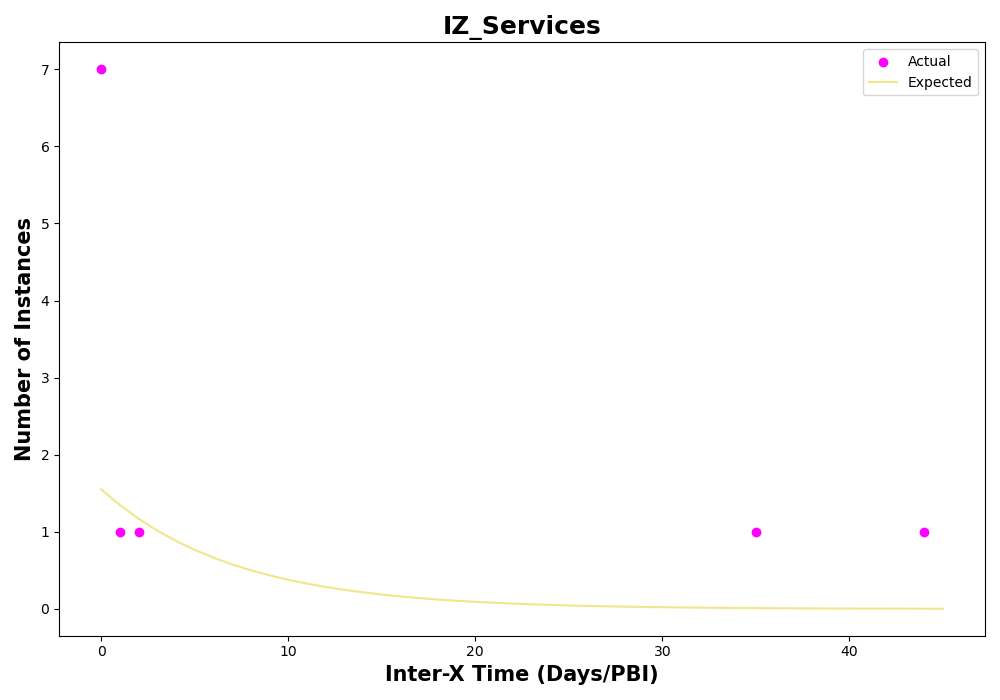 IZ_Services
Actual
Expected
Number of Instances
7
6
5
4
3
2
1
0
0 10 20 30 40
Inter-X Time (Days/PBI)